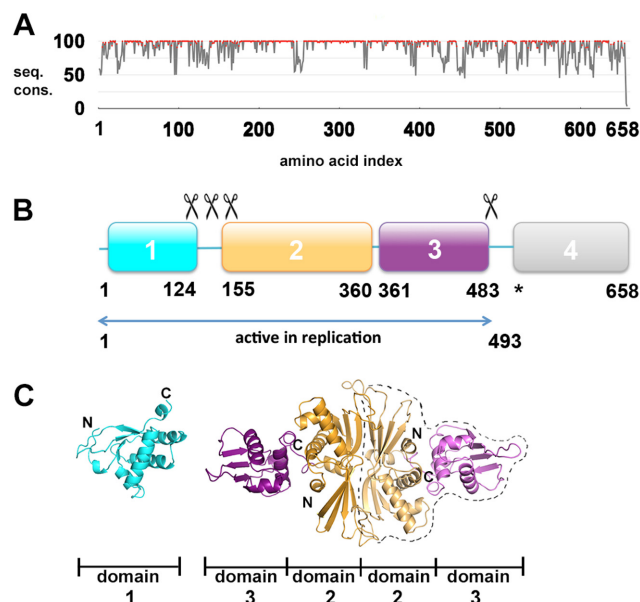 A
100
seq.
50
cons.
0
1 100 200 300 400 500 600 658
amino acid index
B
1 2 3 4
1 124 155 360 361 483 * 658
active in replication
1 493
C
C
N
C
N
N
C
domain domain domain domain domain
1 3 2 2 3